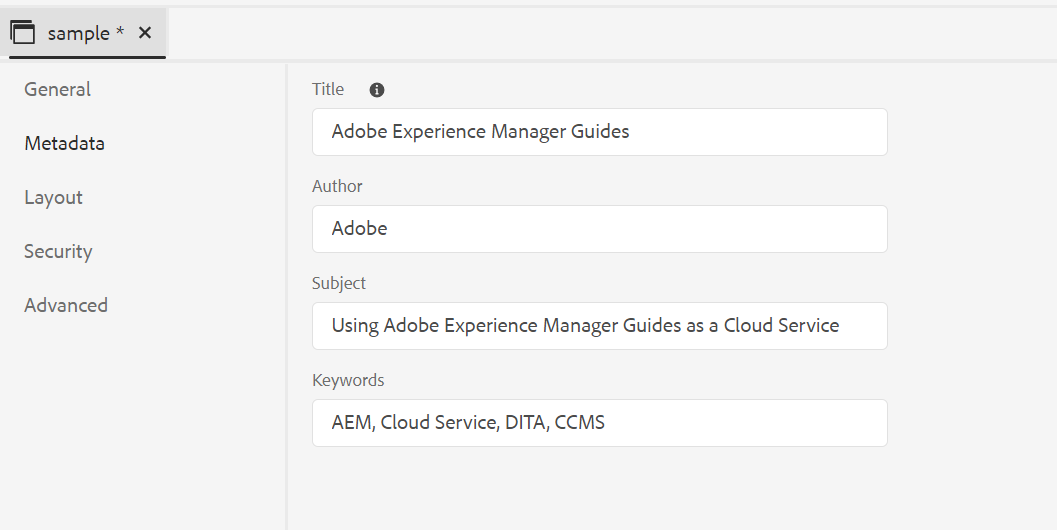 sample *
General
Metadata
Layout
Security
Advanced
Title
Adobe Experience Manager Guides
Author
Adobe
Subject
Using Adobe Experience Manager Guides as a Cloud Service
Keywords
AEM, Cloud Service, DITA, CCMS